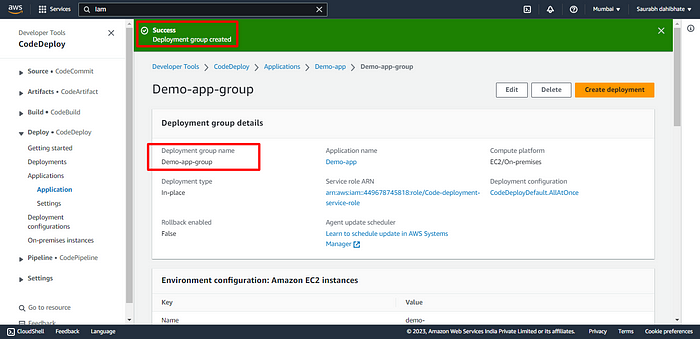 aws
Services
Iam
Mumbai
Saurabh dahibhate
Developer Tools
CodeDeploy
Source • CodeCommit
Artifacts • CodeArtifact
Build • CodeBuild
Deploy • CodeDeploy
Getting started
Deployments
Applications
Application
Settings
Deployment
configurations
On-premises instances
Pipeline • CodePipeline
Settings
Go to resource
Feedback
Success
Deployment group created
Developer Tools
CodeDeploy
Applications
Demo-app
Demo-app-group
Demo-app-group
Edit
Delete
Create deployment
Deployment group details
Deployment group name
Demo-app-group
Application name
Demo-app
Compute platform
EC2/On-premises
Deployment type
In-place
Service role ARN
arn:aws:iam::449678745818:role/Code-deployment-
service-role
Deployment configuration
CodeDeployDefault.AllAtOnce
Rollback enabled
False
Agent update scheduler
Learn to schedule update in AWS Systems
Manager
Environment configuration: Amazon EC2 instances
Key
Value
Name
demo-
CloudShell
Feedback
Language
© 2023, Amazon Web Services India Private Limited or its affiliates.
Privacy
Terms
Cookie preferences